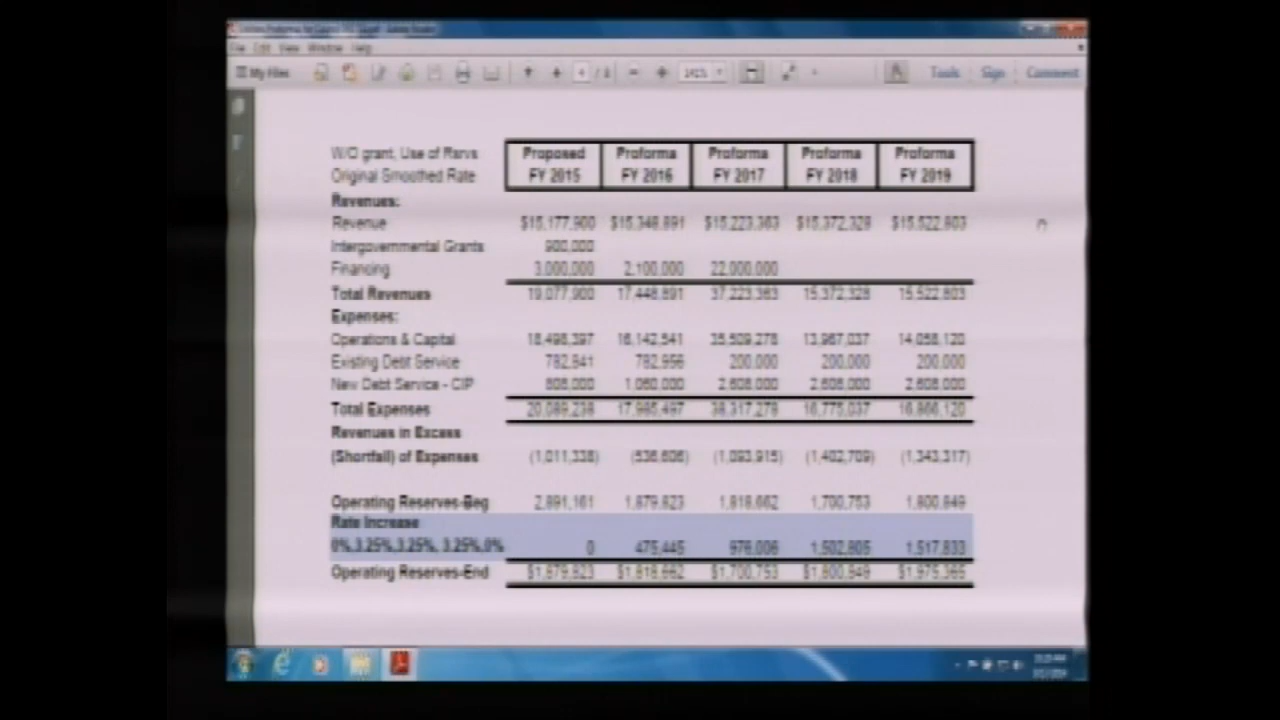 My Files 141% Tools Sign Comment
W/O grant, Use of Rsrvs Proposed Proforma Proforma Proforma Proforma
Original Smoothed Rate FY 2015 FY 2016 FY 2017 FY 2018 FY 2019
Revenues:
Revenue $15,177,900 $15,348,891 $15,223,363 $15,372,328 $15,522,803
Intergovernmental Grants 900,000
Financing 3,000,000 2,100,000 22,000,000
Total Revenues 19,077,900 17,448,891 37,223,363 15,372,328 15,522,803
Expenses:
Operations & Capital 18,498,397 16,142,541 35,509,278 13,967,037 14,058,120
Existing Debt Service 782,841 782,956 200,000 200,000 200,000
New Debt Service - CIP 808,000 1,060,000 2,608,000 2,608,000 2,608,000
Total Expenses 20,089,238 17,985,497 38,317,278 16,775,037 16,866,120
Revenues in Excess
(Shortfall) of Expenses (1,011,338) (536,606) (1,093,915) (1,402,709) (1,343,317)
Operating Reserves-Beg 2,891,161 1,879,823 1,818,662 1,700,753 1,800,849
Rate Increase
0%,3.25%,3.25%, 3.25%,0% 0 475,445 976,006 1,502,805 1,517,833
Operating Reserves-End $1,879,823 $1,818,662 $1,700,753 $1,800,849 $1,975,365